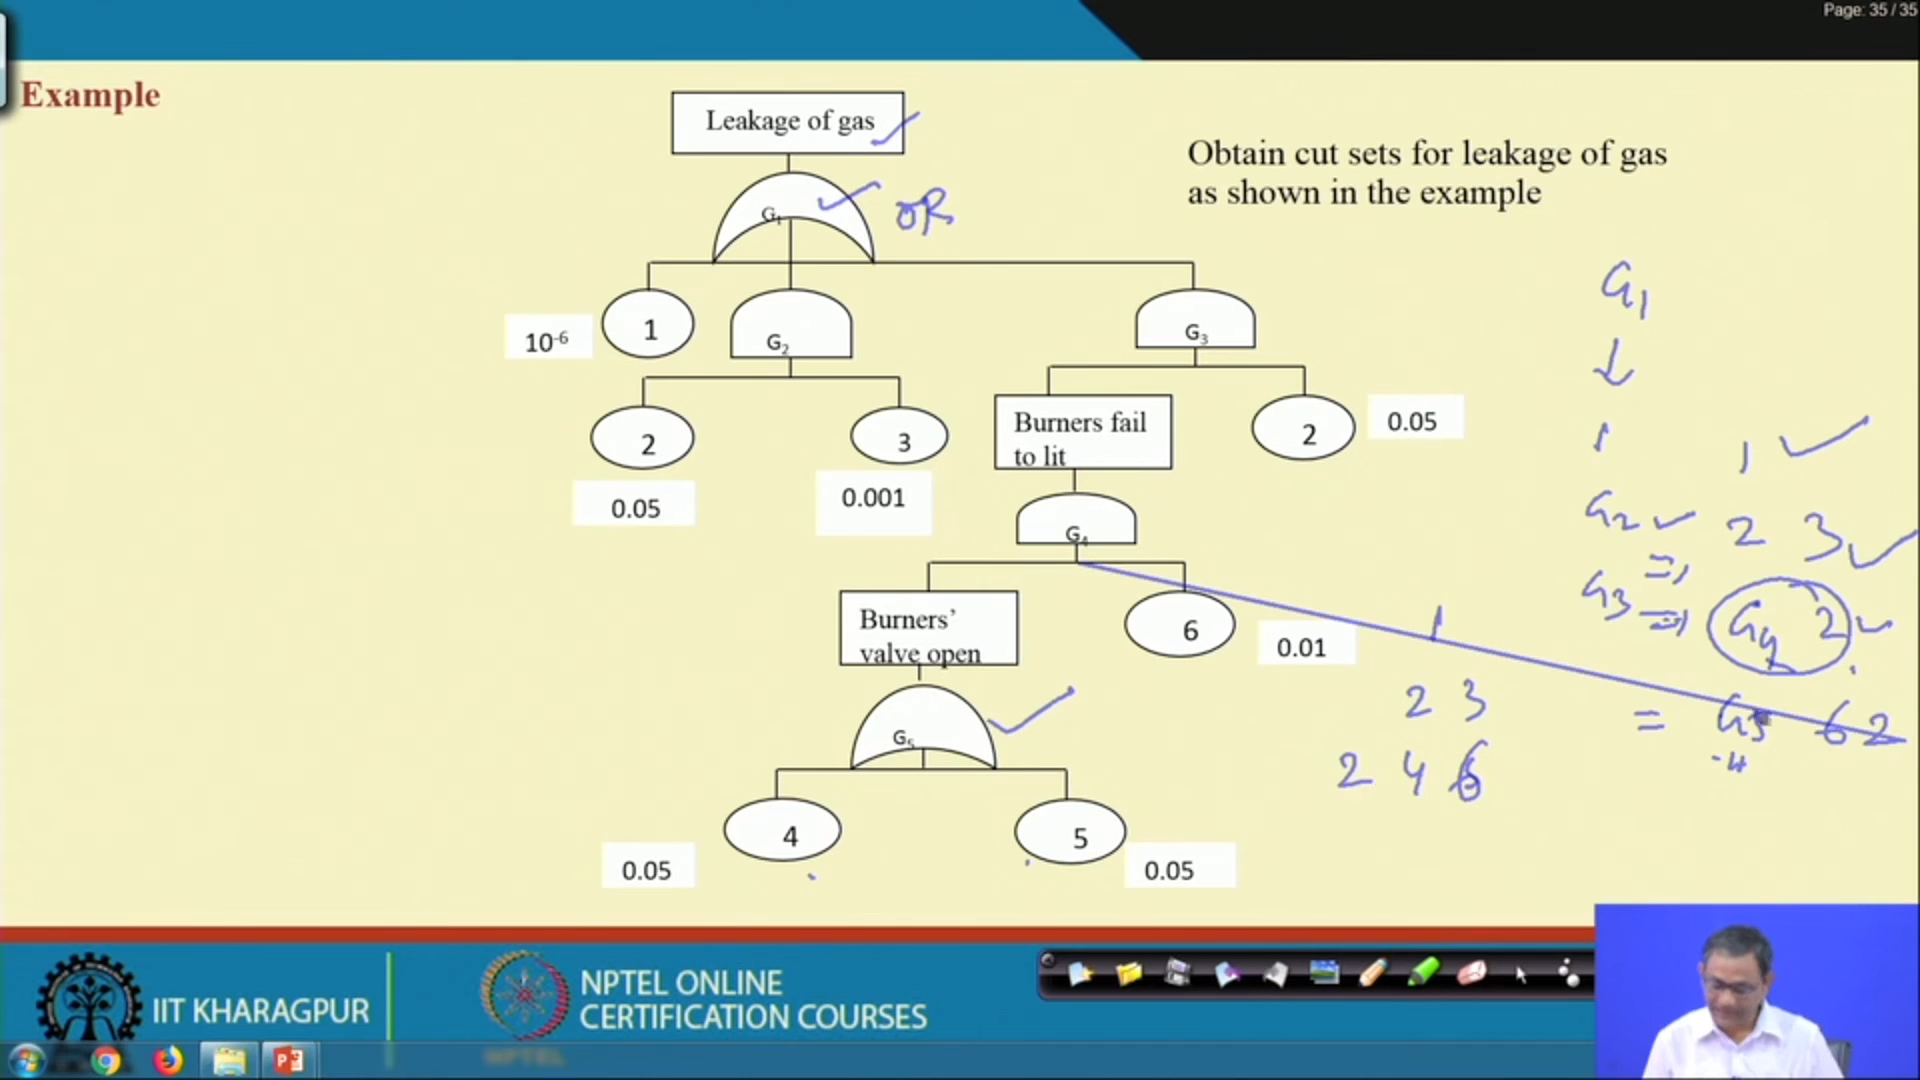 Page: 35 / 35
Example
Leakage of gas
Obtain cut sets for leakage of gas
as shown in the example
G1
OR
G1
10-6
1
G2
G3
1
1
2
3
Burners fail
to lit
2
0.05
G2
2 3
0.05
0.001
G4
G3
G4 2
Burners’
valve open
6
0.01
2 3
= G5 6 2
4
G5
2 4 6
4
5
0.05
0.05
IIT KHARAGPUR
NPTEL ONLINE
CERTIFICATION COURSES
NPTEL